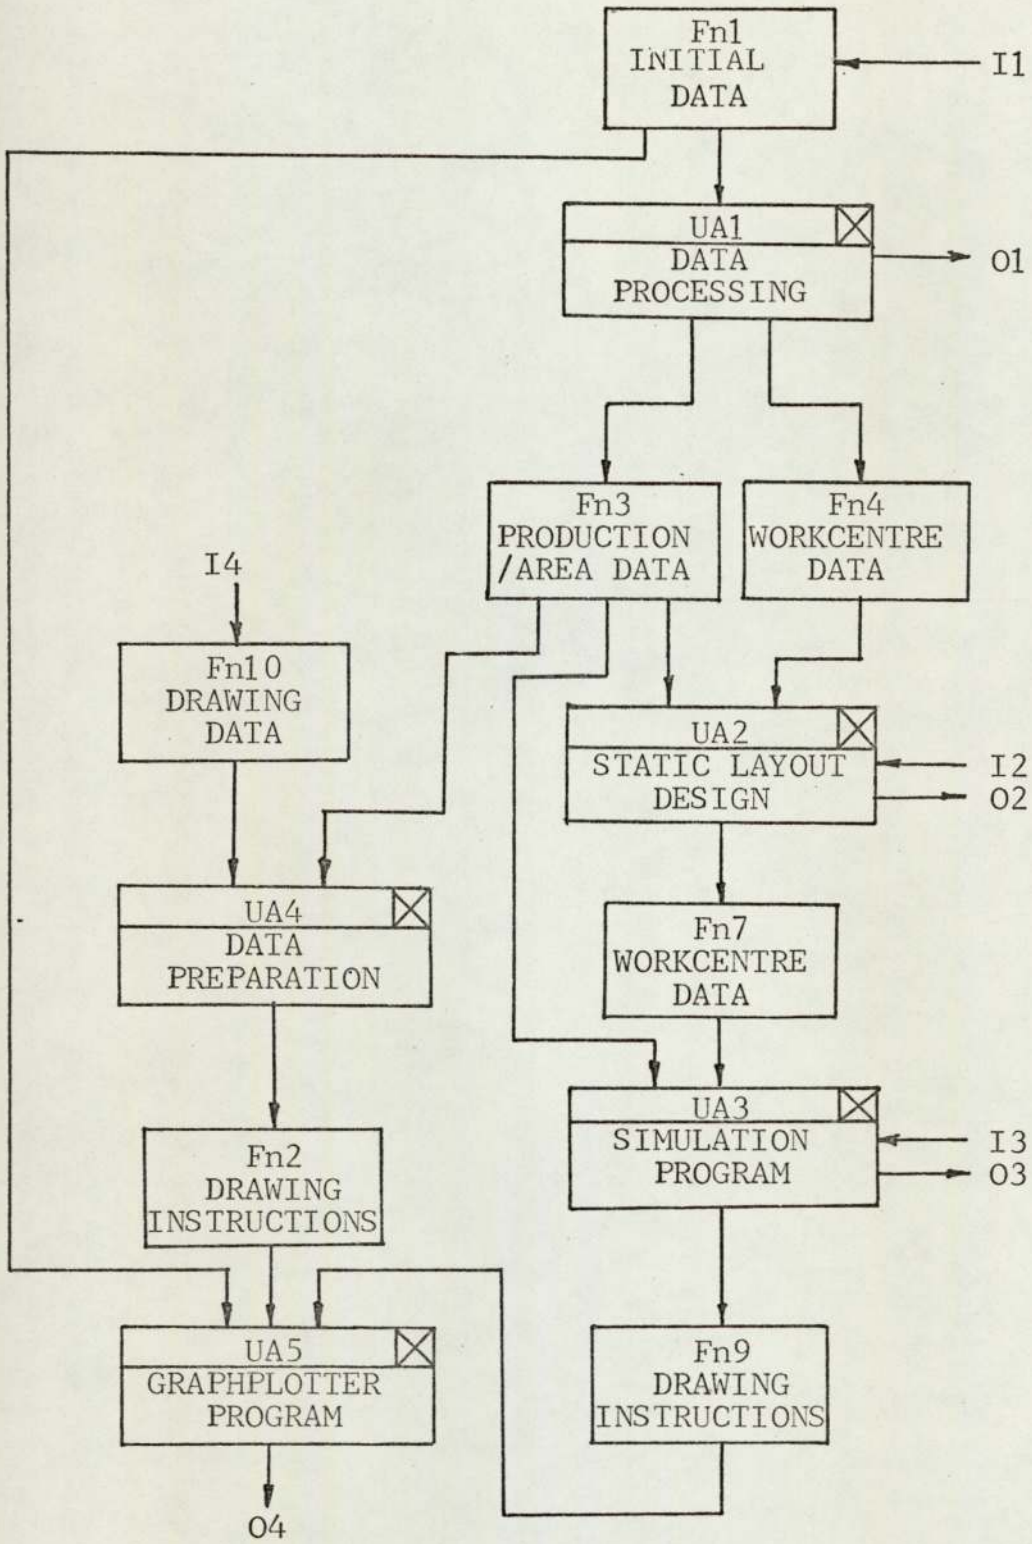 Fn1
INITIAL
DATA
I1
UA1
DATA
PROCESSING
O1
Fn3
PRODUCTION
/AREA DATA
Fn4
WORKCENTRE
DATA
I4
Fn10
DRAWING
DATA
UA2
STATIC LAYOUT
DESIGN
I2
O2
UA4
DATA
PREPARATION
Fn7
WORKCENTRE
DATA
UA3
SIMULATION
PROGRAM
I3
O3
Fn2
DRAWING
INSTRUCTIONS
UA5
GRAPHPLOTTER
PROGRAM
Fn9
DRAWING
INSTRUCTIONS
O4